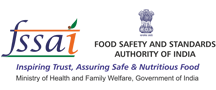 fssai
FOOD SAFETY AND STANDARDS
AUTHORITY OF INDIA
Inspiring Trust, Assuring Safe & Nutritious Food
Ministry of Health and Family Welfare, Government of India